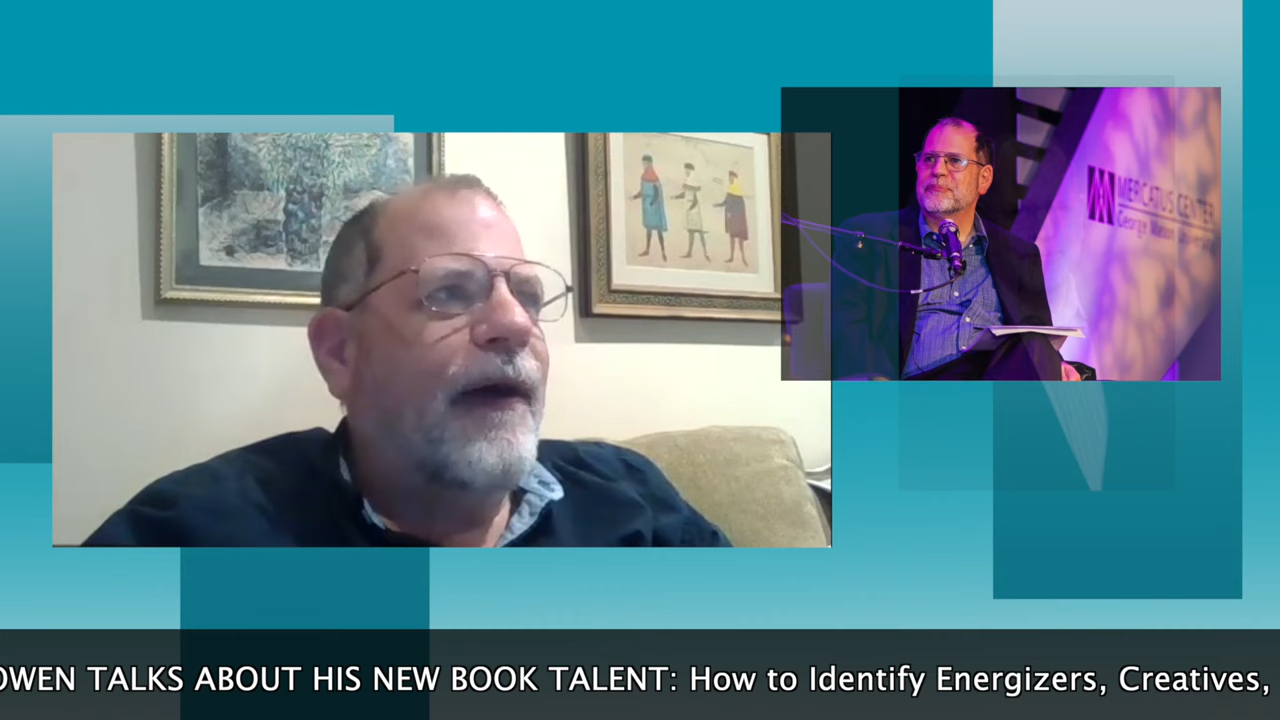 MERCATUS CENTER
George Mason University
OWEN TALKS ABOUT HIS NEW BOOK TALENT: How to Identify Energizers, Creatives,